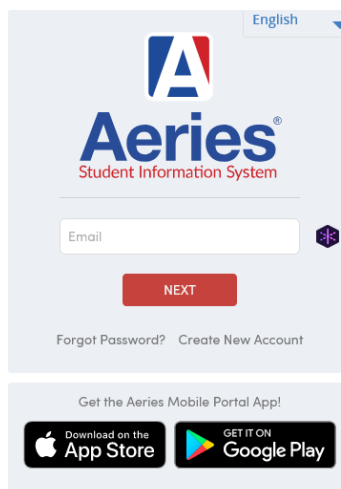 English
Aeries®
Student Information System
Email
NEXT
Forgot Password? Create New Account
Get the Aeries Mobile Portal App!
Download on the
App Store
GET IT ON
Google Play